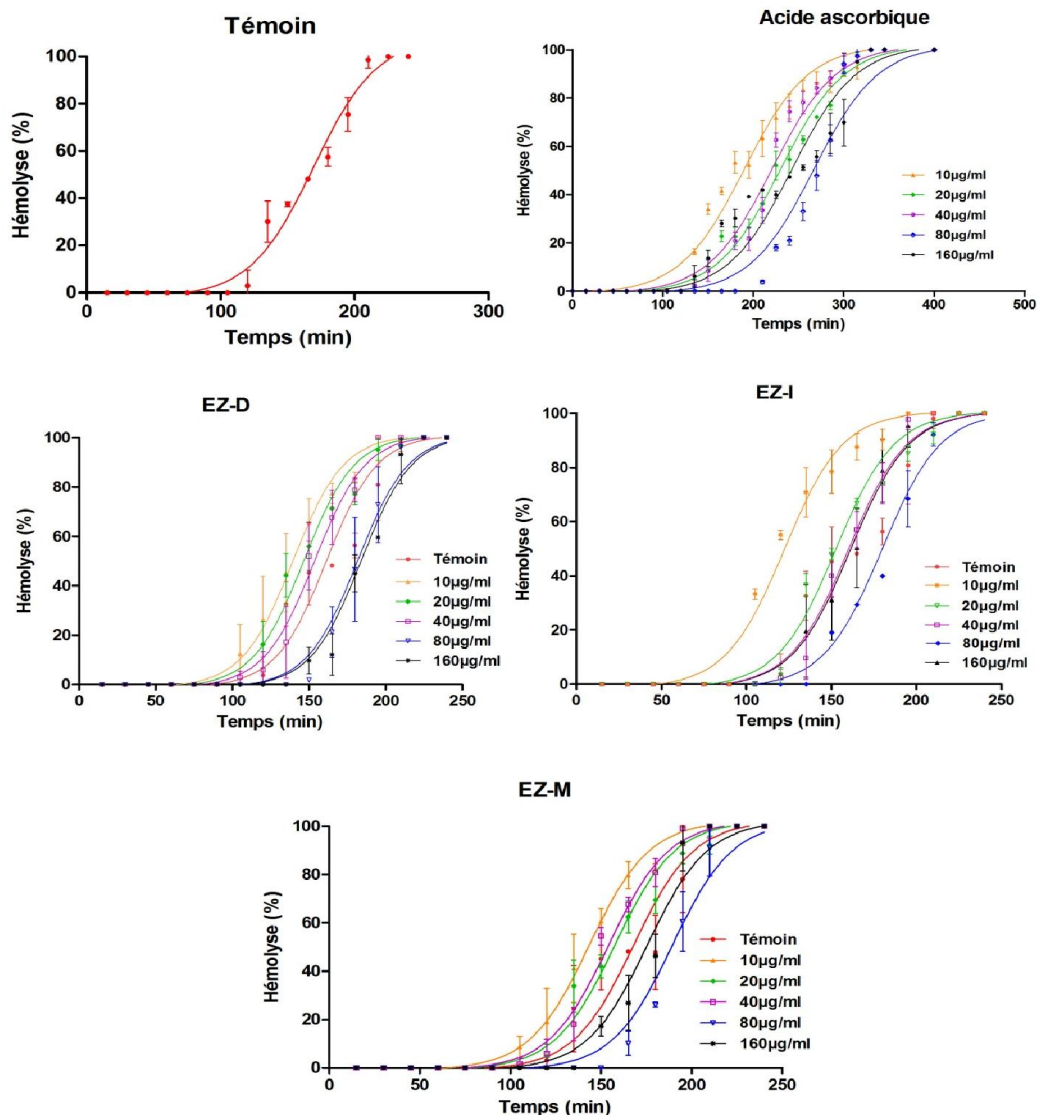 Témoin
Hémolyse (%)
100
80
60
40
20
0
0 100 200 300
Temps (min)
Acide ascorbique
Hémolyse (%)
100
80
60
40
20
0
10µg/ml
20µg/ml
40µg/ml
80µg/ml
160µg/ml
0 100 200 300 400 500
Temps (min)
EZ-D
Hémolyse (%)
100
80
60
40
20
0
Témoin
10µg/ml
20µg/ml
40µg/ml
80µg/ml
160µg/ml
0 50 100 150 200 250
Temps (min)
EZ-I
Hémolyse (%)
100
80
60
40
20
0
Témoin
10µg/ml
20µg/ml
40µg/ml
80µg/ml
160µg/ml
0 50 100 150 200 250
Temps (min)
EZ-M
Hémolyse (%)
100
80
60
40
20
0
Témoin
10µg/ml
20µg/ml
40µg/ml
80µg/ml
160µg/ml
0 50 100 150 200 250
Temps (min)